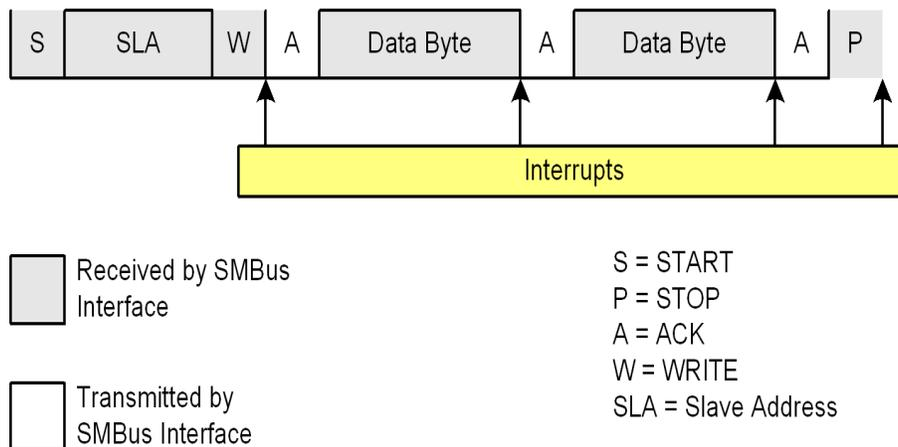 S SLA W A Data Byte A Data Byte A P
Interrupts
Received by SMBus
Interface
Transmitted by
SMBus Interface
S = START
P = STOP
A = ACK
W = WRITE
SLA = Slave Address